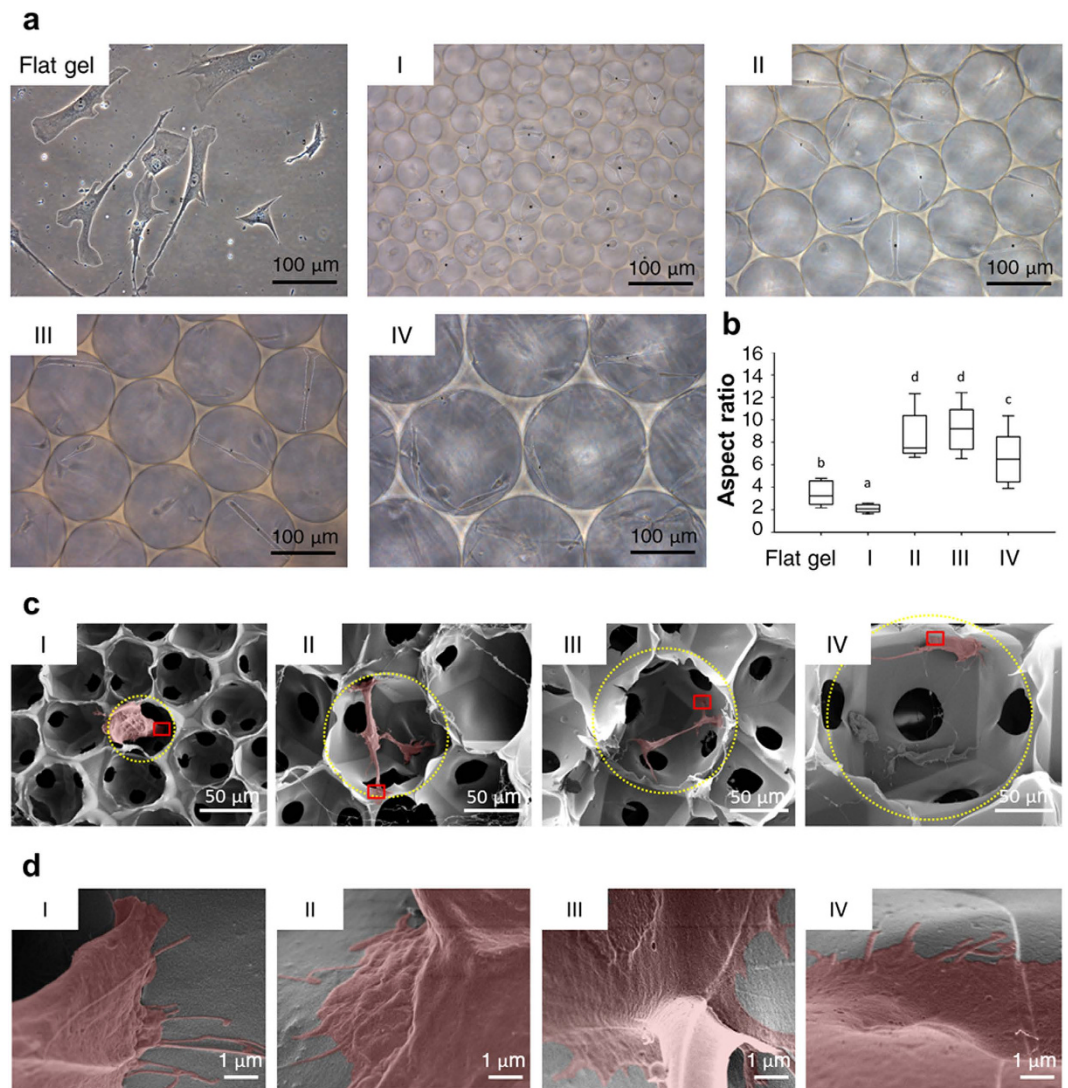 a
Flat gel
100 μm
I
100 μm
II
100 μm
III
100 μm
IV
100 μm
b
Aspect ratio
16
14
12
10
8
6
4
2
0
b
a
d
d
c
Flat gel I II III IV
c
I
50 μm
II
50 μm
III
50 μm
IV
50 μm
d
I
1 μm
II
1 μm
III
1 μm
IV
1 μm